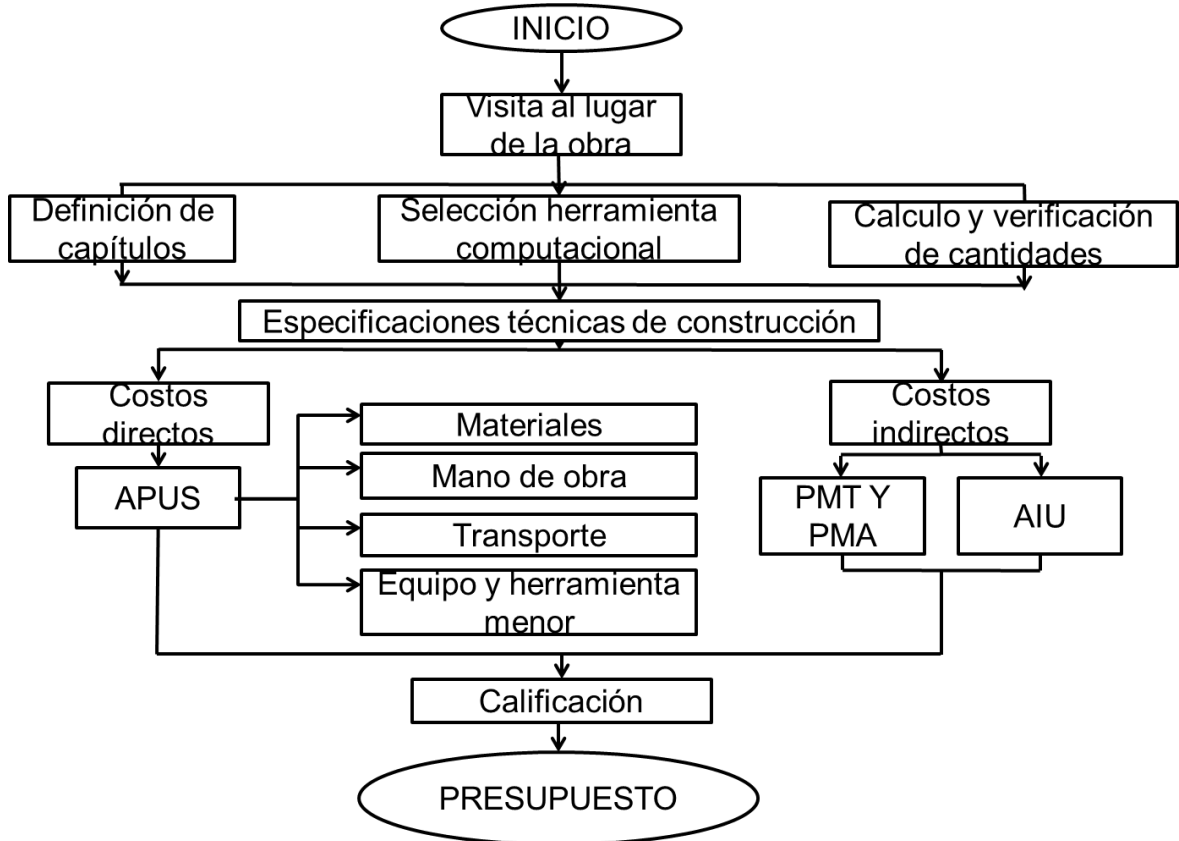 INICIO
Visita al lugar
de la obra
Definición de
capítulos
Selección herramienta
computacional
Calculo y verificación
de cantidades
Especificaciones técnicas de construcción
Costos
directos
APUS
Materiales
Mano de obra
Transporte
Equipo y herramienta
menor
Costos
indirectos
PMT Y
PMA
AIU
Calificación
PRESUPUESTO